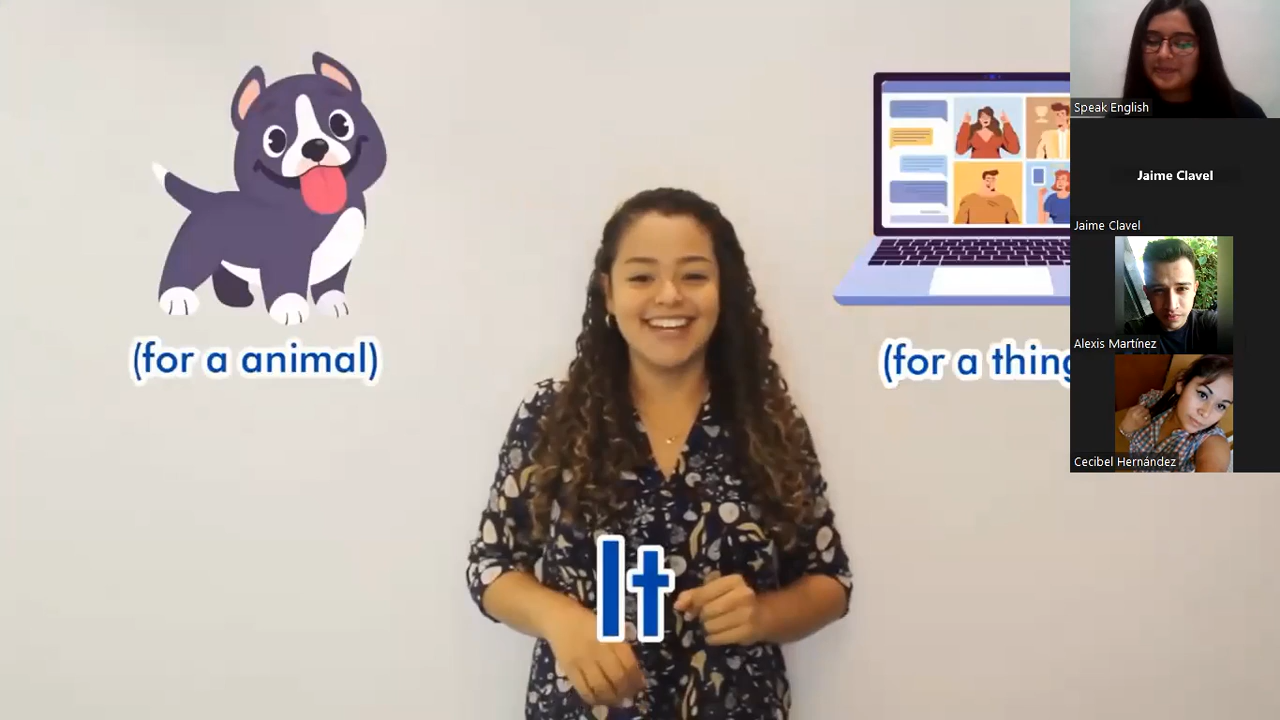 (for a animal)
(for a thing
It
Speak English
Jaime Clavel
Jaime Clavel
Alexis Martínez
Cecibel Hernández